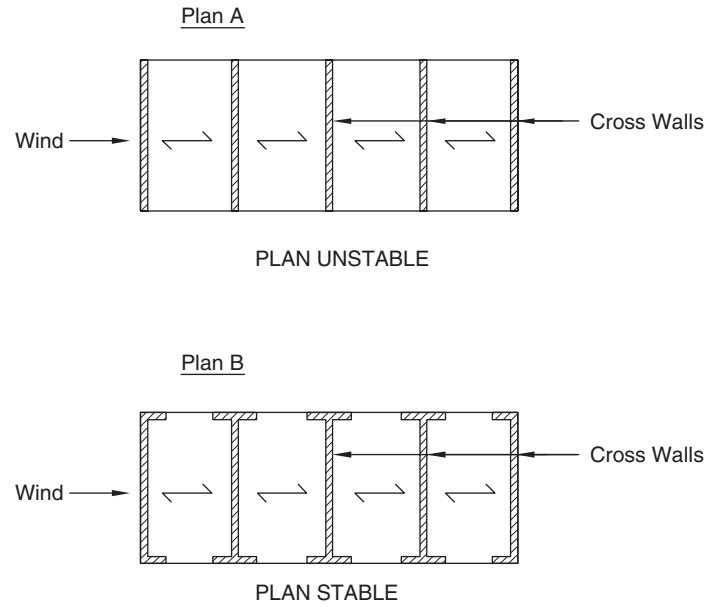 Plan A
Wind
Cross Walls
PLAN UNSTABLE
Plan B
Wind
Cross Walls
PLAN STABLE